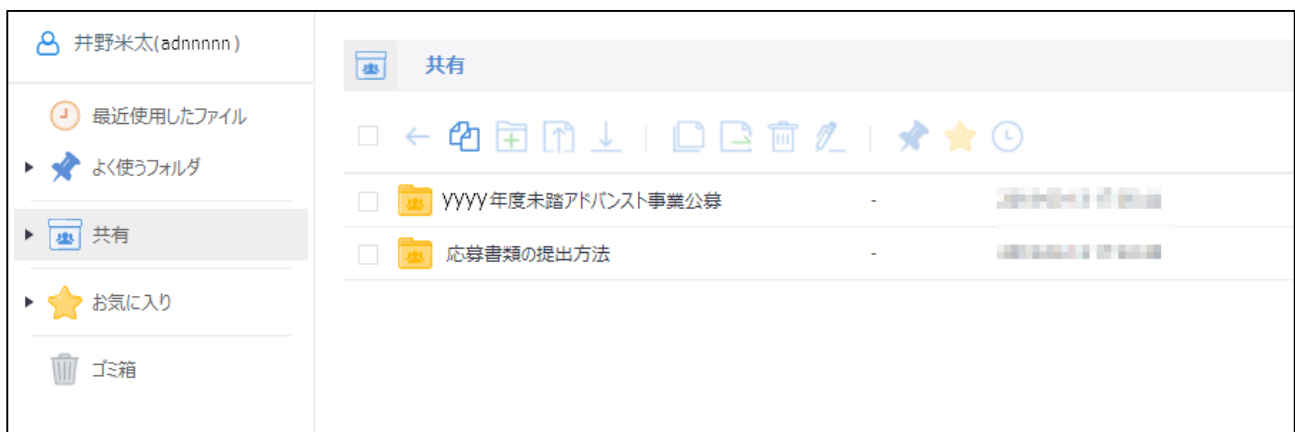 井野米太(adnnnnn)
最近使用したファイル
よく使うフォルダ
共有
お気に入り
ゴミ箱
共有
yyyy年度未踏アドバンスト事業公募 -
応募書類の提出方法 -